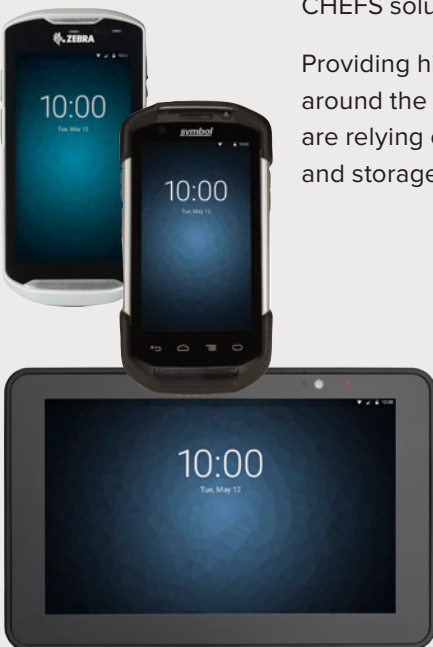 CHEFS solu
Providing h
around the
are relying
and storage
ZEBRA
10:00
Tue, May 12
symbol
10:00
Tue, May 12
10:00
Tue, May 12